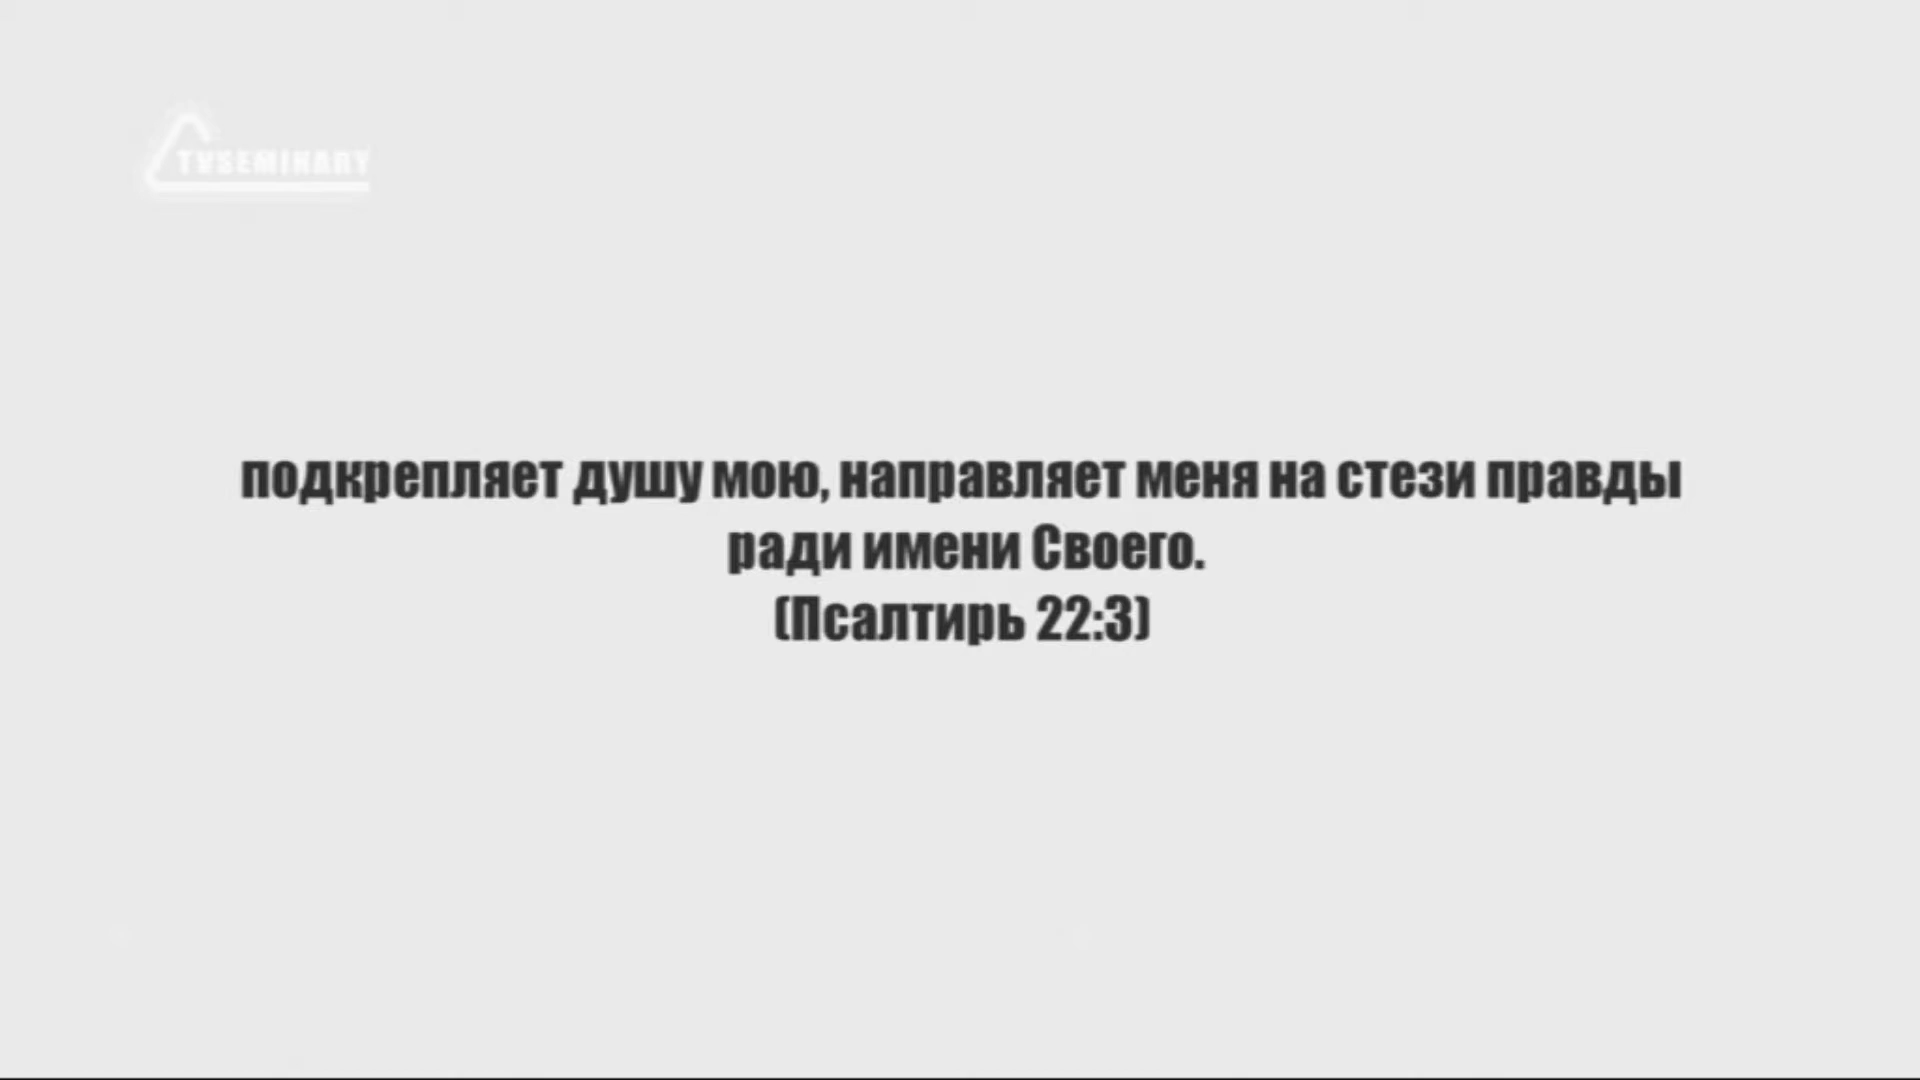 TVSEMINARY
подкрепляет душу мою, направляет меня на стези правды
ради имени Своего.
(Псалтирь 22:3)